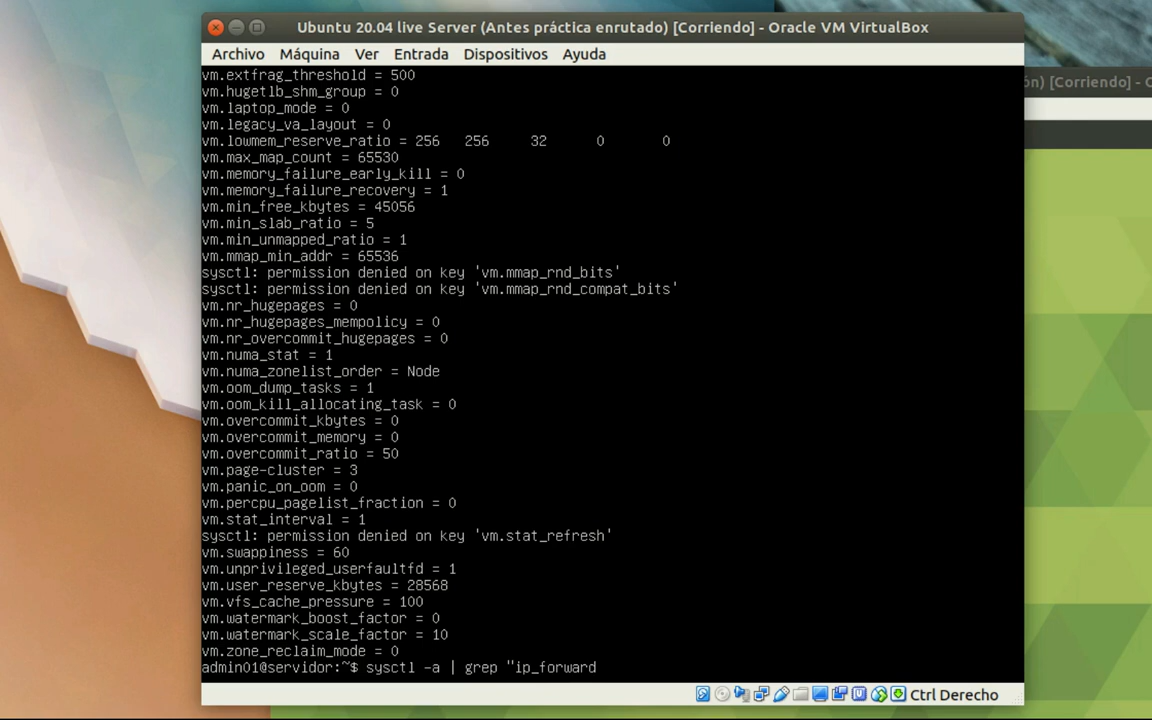 Ubuntu 20.04 live Server (Antes práctica enrutado) [Corriendo] - Oracle VM VirtualBox
Archivo Máquina Ver Entrada Dispositivos Ayuda
ón) [Corriendo] - O
vm.extfrag_threshold = 500
vm.hugetlb_shm_group = 0
vm.laptop_mode = 0
vm.legacy_va_layout = 0
vm.lowmem_reserve_ratio = 256 256 32 0 0
vm.max_map_count = 65530
vm.memory_failure_early_kill = 0
vm.memory_failure_recovery = 1
vm.min_free_kbytes = 45056
vm.min_slab_ratio = 5
vm.min_unmapped_ratio = 1
vm.mmap_min_addr = 65536
sysctl: permission denied on key 'vm.mmap_rnd_bits'
sysctl: permission denied on key 'vm.mmap_rnd_compat_bits'
vm.nr_hugepages = 0
vm.nr_hugepages_mempolicy = 0
vm.nr_overcommit_hugepages = 0
vm.numa_stat = 1
vm.numa_zonelist_order = Node
vm.oom_dump_tasks = 1
vm.oom_kill_allocating_task = 0
vm.overcommit_kbytes = 0
vm.overcommit_memory = 0
vm.overcommit_ratio = 50
vm.page-cluster = 3
vm.panic_on_oom = 0
vm.percpu_pagelist_fraction = 0
vm.stat_interval = 1
sysctl: permission denied on key 'vm.stat_refresh'
vm.swappiness = 60
vm.unprivileged_userfaultfd = 1
vm.user_reserve_kbytes = 28568
vm.vfs_cache_pressure = 100
vm.watermark_boost_factor = 0
vm.watermark_scale_factor = 10
vm.zone_reclaim_mode = 0
admin01@servidor:~$ sysctl -a | grep "ip_forward
Ctrl Derecho